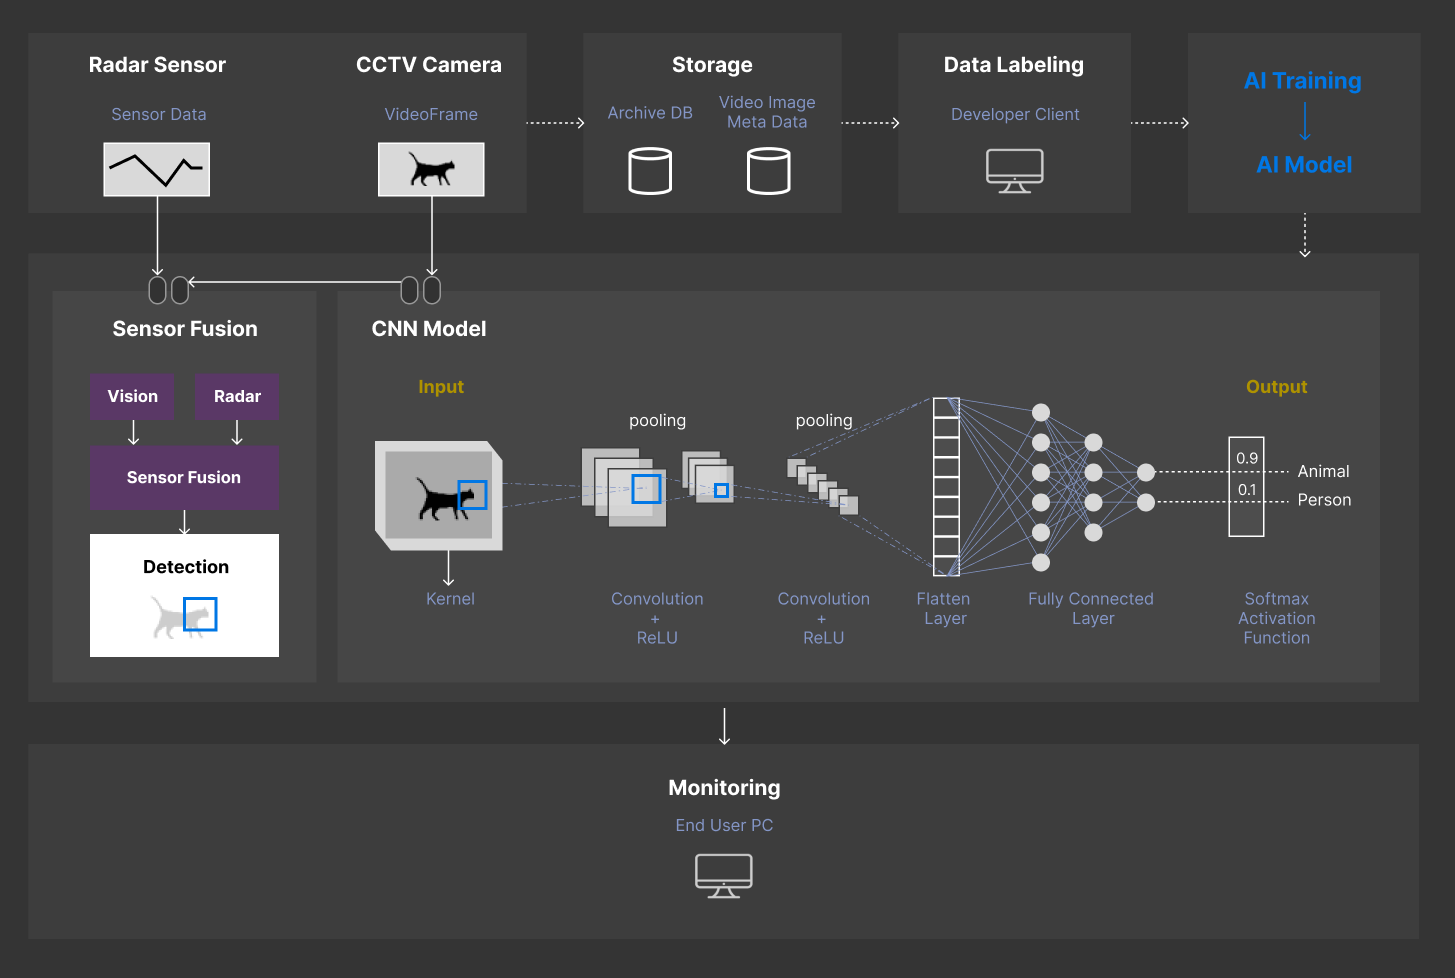 Radar Sensor
CCTV Camera
Storage
Data Labeling
AI Training
AI Model
Sensor Data
VideoFrame
Archive DB
Video Image
Meta Data
Developer Client
Sensor Fusion
CNN Model
Vision
Radar
Sensor Fusion
Detection
Input
Output
pooling
pooling
0.9
Animal
0.1
Person
Kernel
Convolution
+
ReLU
Convolution
+
ReLU
Flatten
Layer
Fully Connected
Layer
Softmax
Activation
Function
Monitoring
End User PC